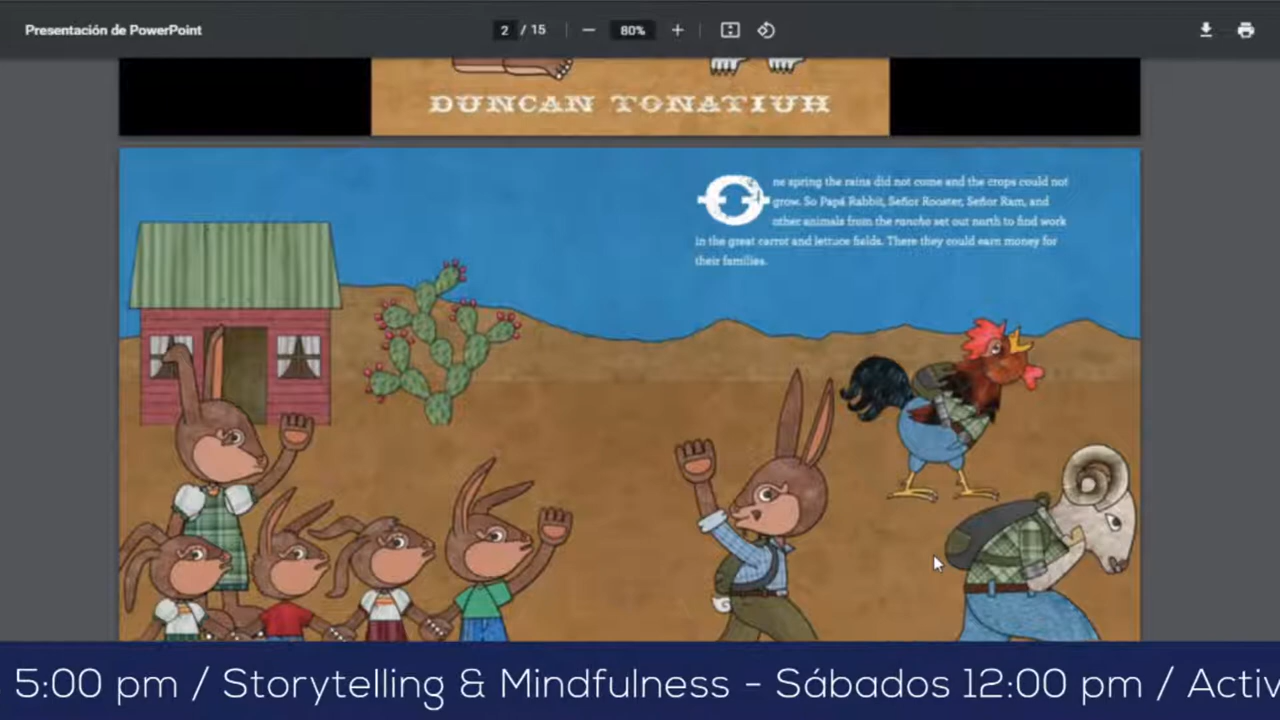 Presentación de PowerPoint
2 / 15
80%
DUNCAN TONATIUH
One spring the rains did not come and the crops could not
grow. So Papá Rabbit, Señor Rooster, Señor Ram, and
other animals from the rancho set out north to find work
in the great carrot and lettuce fields. There they could earn money for
their families.
5:00 pm / Storytelling & Mindfulness - Sábados 12:00 pm / Activ